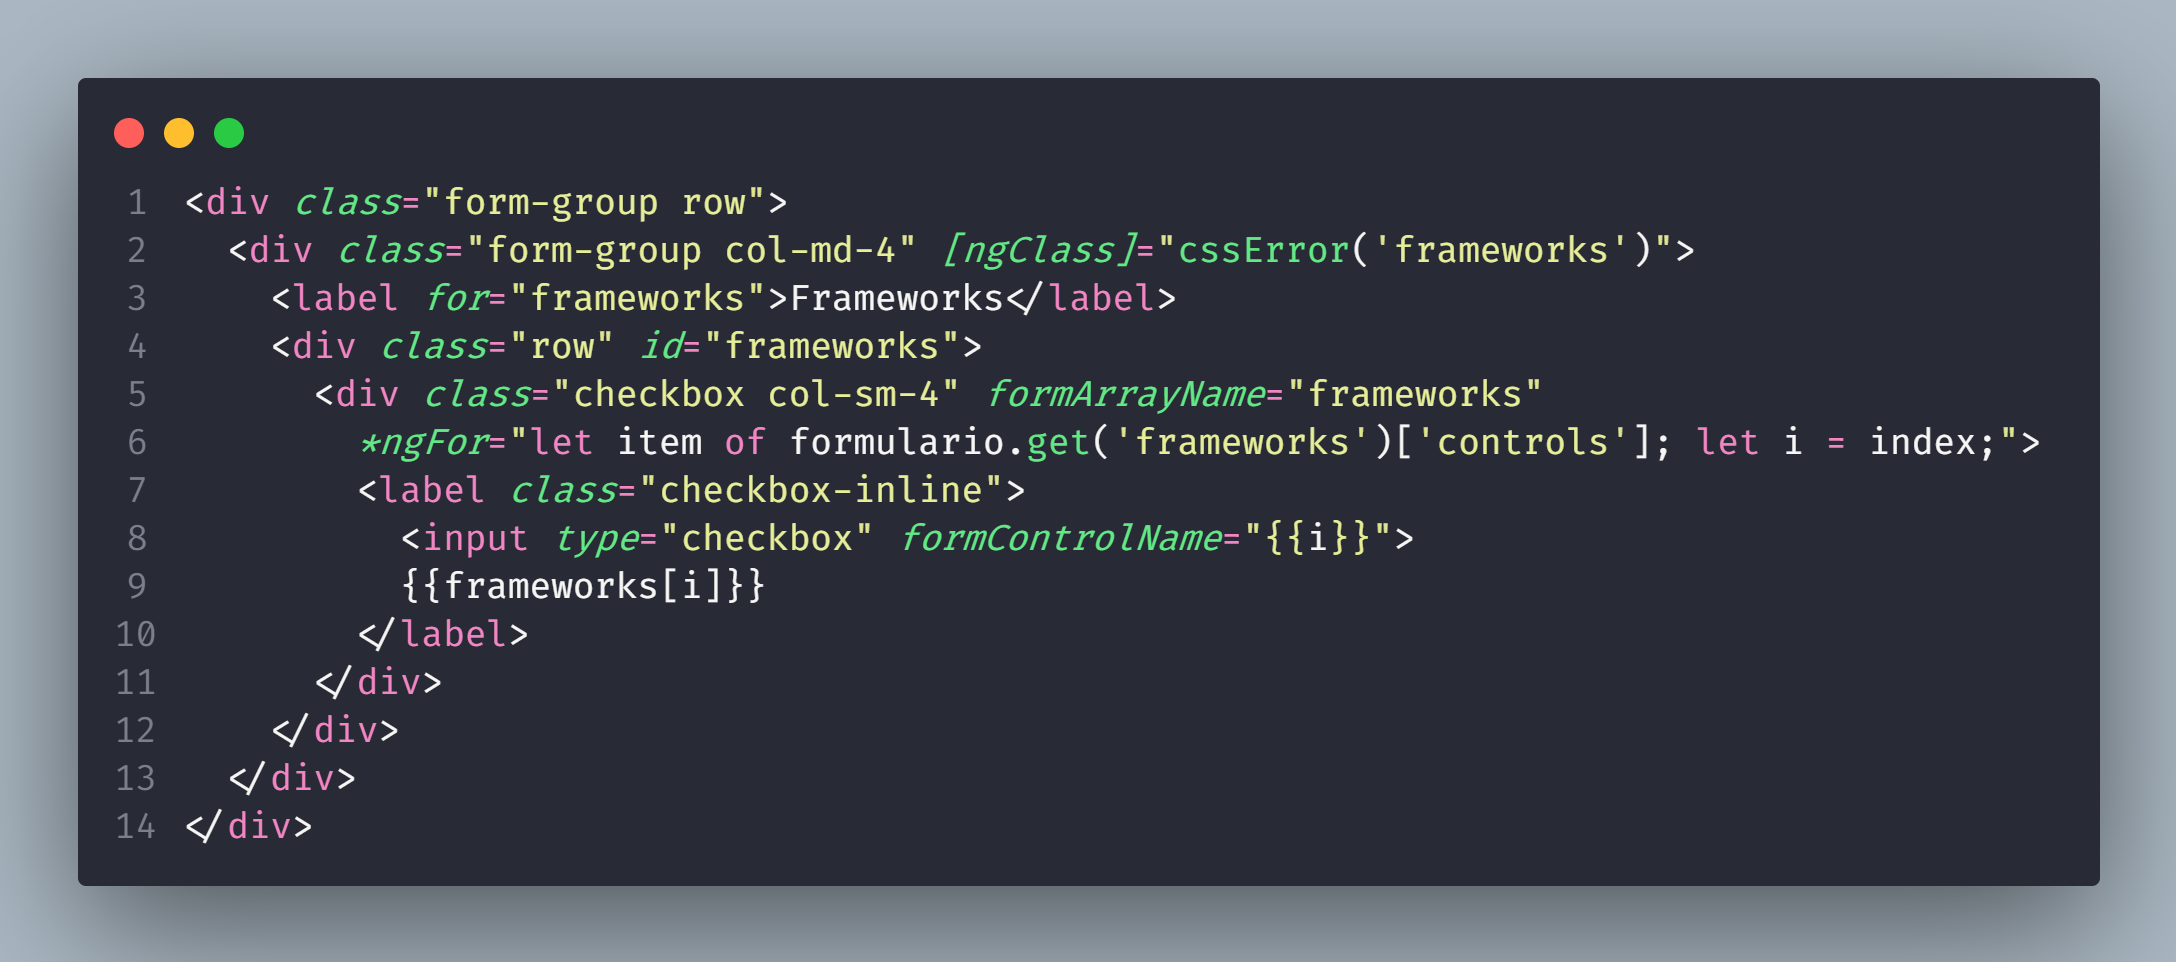 1 <div class="form-group row">
2   <div class="form-group col-md-4" [ngClass]="cssError('frameworks')">
3     <label for="frameworks">Frameworks</label>
4     <div class="row" id="frameworks">
5       <div class="checkbox col-sm-4" formArrayName="frameworks"
6         *ngFor="let item of formulario.get('frameworks')['controls']; let i = index;">
7         <label class="checkbox-inline">
8           <input type="checkbox" formControlName="{{i}}">
9           {{frameworks[i]}}
10         </label>
11       </div>
12     </div>
13   </div>
14 </div>